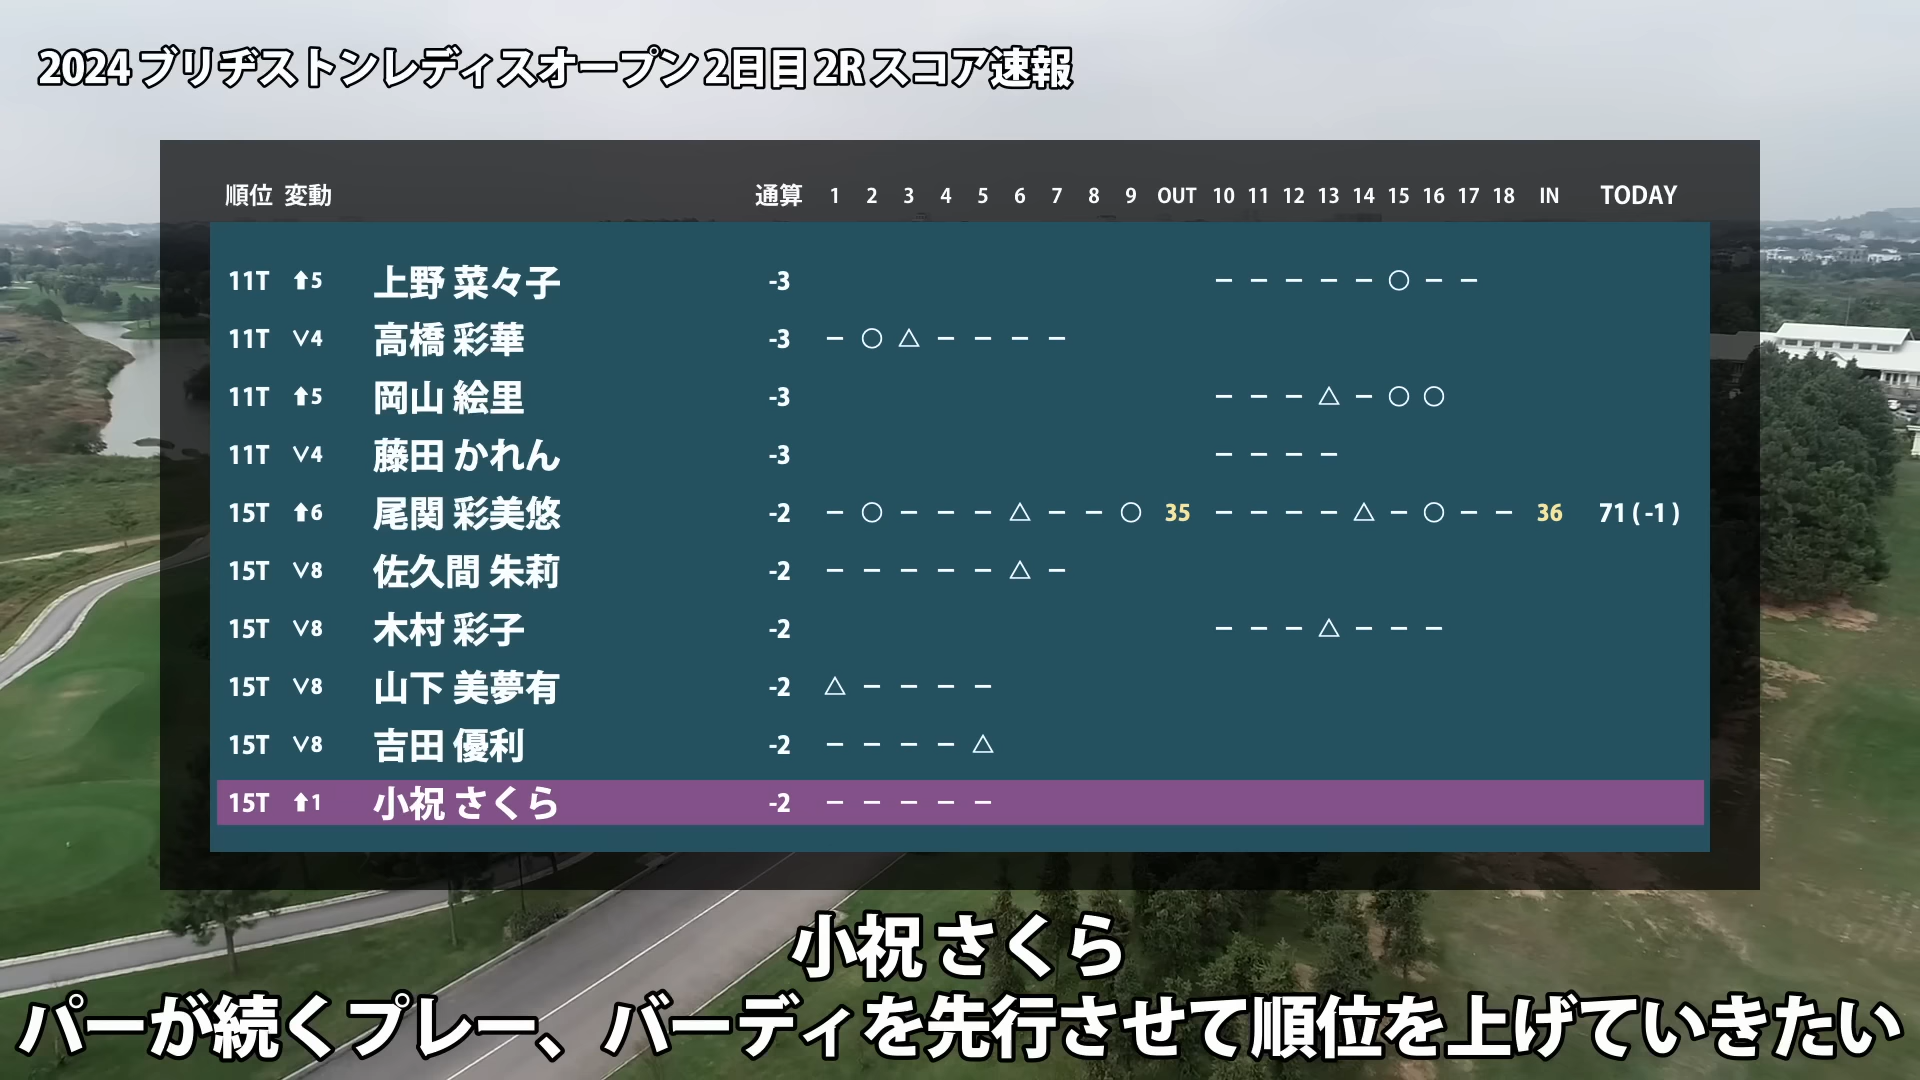 2024 ブリヂストンレディスオープン 2日目 2R スコア速報
順位 変動 通算 1 2 3 4 5 6 7 8 9 OUT 10 11 12 13 14 15 16 17 18 IN TODAY
11T ⬆5 上野 菜々子 -3 − − − − − ○ − −
11T ∨4 高橋 彩華 -3 − ○ △ − − − −
11T ⬆5 岡山 絵里 -3 − − − △ − ○ ○
11T ∨4 藤田 かれん -3 − − − −
15T ⬆6 尾関 彩美悠 -2 − ○ − − − △ − − ○ 35 − − − − △ − ○ − − 36 71 ( -1 )
15T ∨8 佐久間 朱莉 -2 − − − − − △ −
15T ∨8 木村 彩子 -2 − − − △ − − −
15T ∨8 山下 美夢有 -2 △ − − − −
15T ∨8 吉田 優利 -2 − − − − △
15T ⬆1 小祝 さくら -2 − − − − −
小祝 さくら
パーが続くプレー、バーディを先行させて順位を上げていきたい